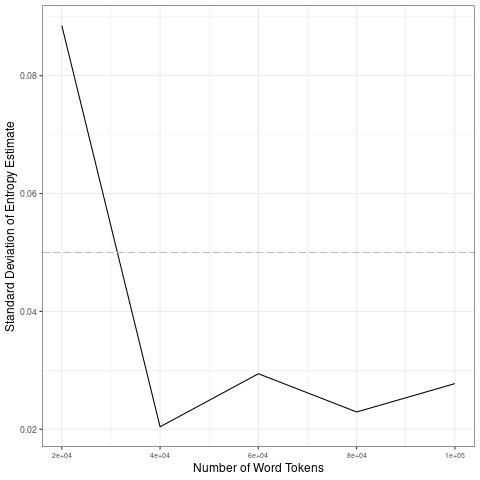 Standard Deviation of Entropy Estimate
0.08
0.06
0.04
0.02
2e+04 4e+04 6e+04 8e+04 1e+05
Number of Word Tokens